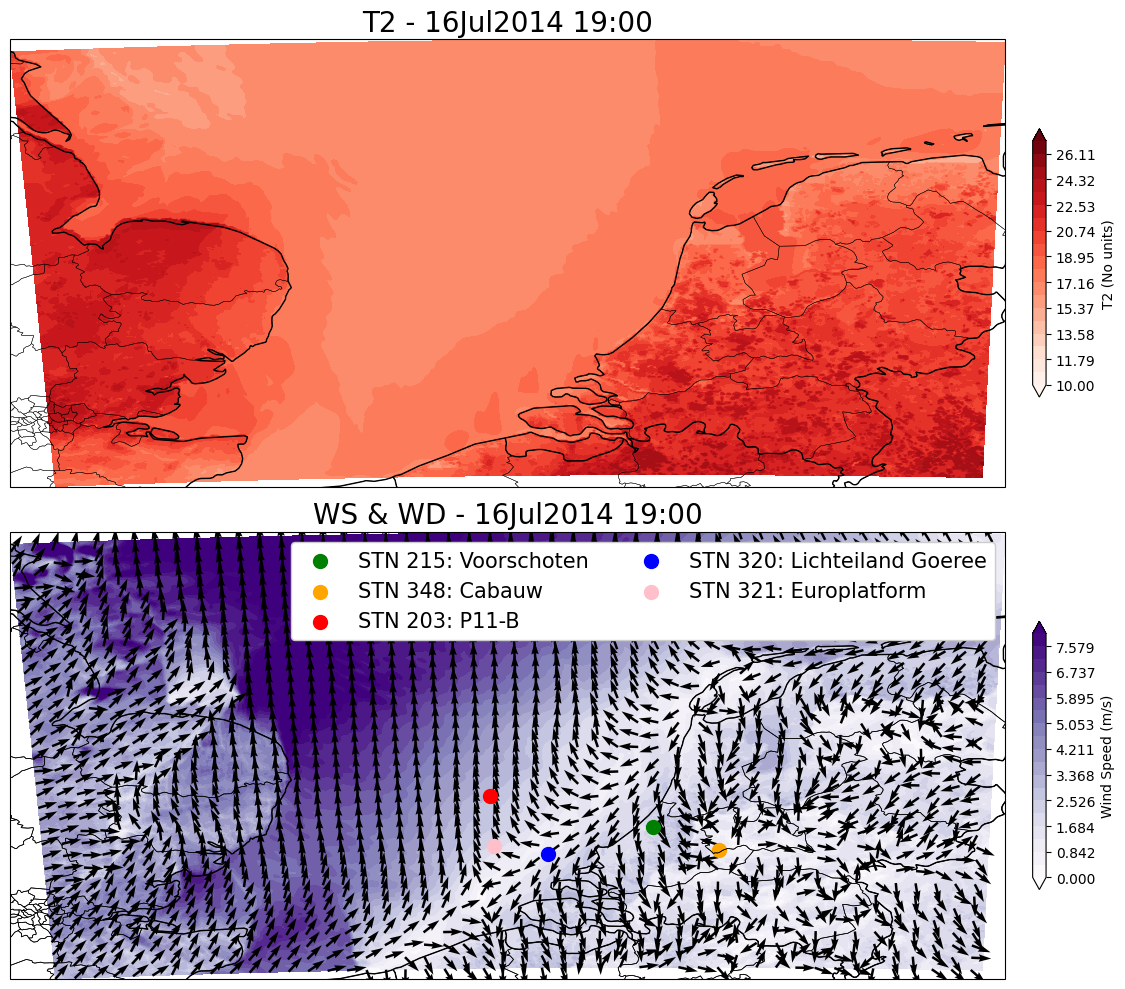 T2 - 16Jul2014 19:00
26.11
24.32
22.53
20.74
18.95
17.16
15.37
13.58
11.79
10.00
T2 (No units)
WS & WD - 16Jul2014 19:00
STN 215: Voorschoten
STN 348: Cabauw
STN 203: P11-B
STN 320: Lichteiland Goeree
STN 321: Europlatform
7.579
6.737
5.895
5.053
4.211
3.368
2.526
1.684
0.842
0.000
Wind Speed (m/s)